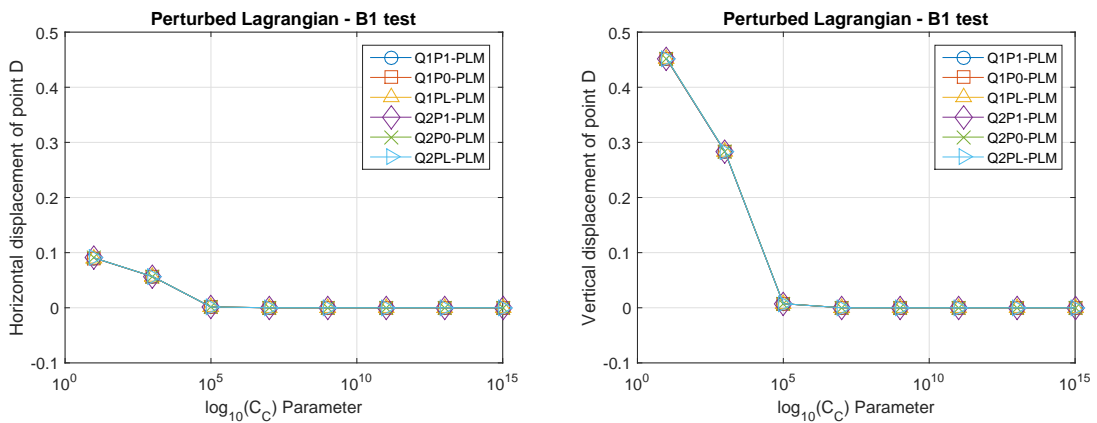 Perturbed Lagrangian - B1 test
0.5
0.4
0.3
0.2
0.1
0
-0.1
Horizontal displacement of point D
10^0
10^5
10^10
10^15
log_10(C_C) Parameter
Q1P1-PLM
Q1P0-PLM
Q1PL-PLM
Q2P1-PLM
Q2P0-PLM
Q2PL-PLM
Perturbed Lagrangian - B1 test
0.5
0.4
0.3
0.2
0.1
0
-0.1
Vertical displacement of point D
10^0
10^5
10^10
10^15
log_10(C_C) Parameter
Q1P1-PLM
Q1P0-PLM
Q1PL-PLM
Q2P1-PLM
Q2P0-PLM
Q2PL-PLM